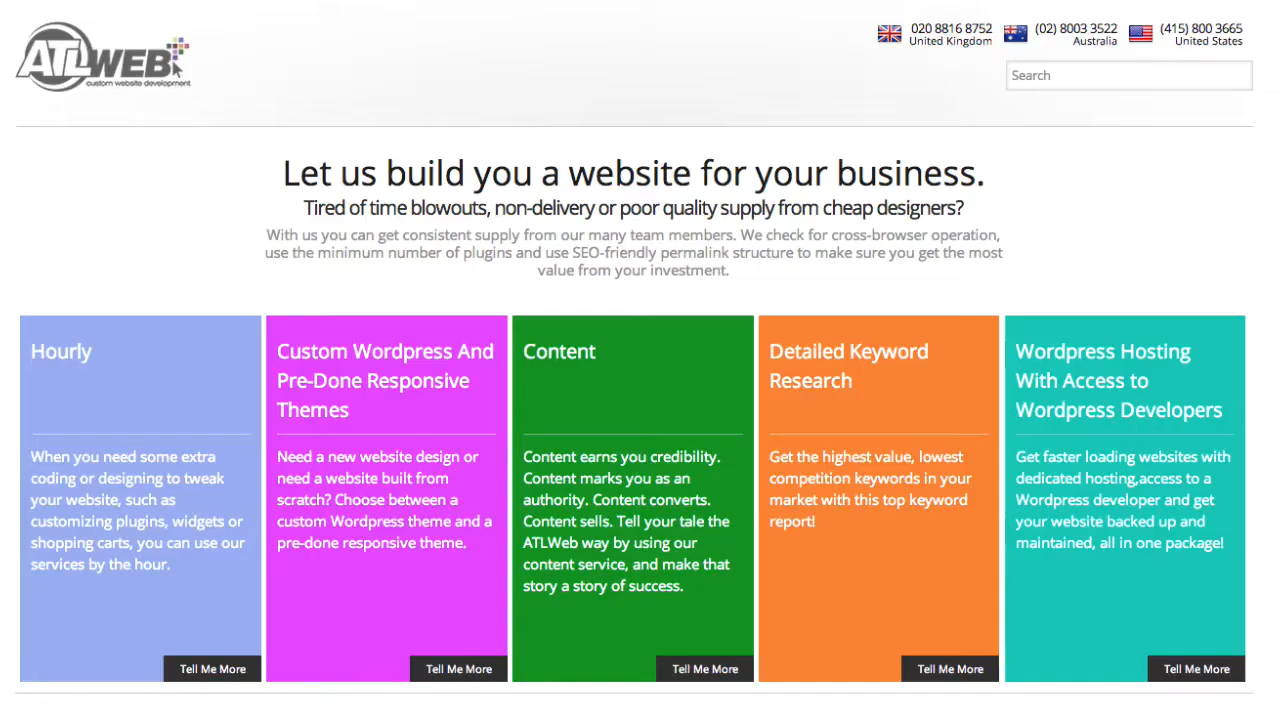 ATLWEB
custom website development
020 8816 8752
United Kingdom
(02) 8003 3522
Australia
(415) 800 3665
United States
Search
Let us build you a website for your business.
Tired of time blowouts, non-delivery or poor quality supply from cheap designers?
With us you can get consistent supply from our many team members. We check for cross-browser operation,
use the minimum number of plugins and use SEO-friendly permalink structure to make sure you get the most
value from your investment.
Hourly
When you need some extra
coding or designing to tweak
your website, such as
customizing plugins, widgets or
shopping carts, you can use our
services by the hour.
Tell Me More
Custom Wordpress And
Pre-Done Responsive
Themes
Need a new website design or
need a website built from
scratch? Choose between a
custom Wordpress theme and a
pre-done responsive theme.
Tell Me More
Content
Content earns you credibility.
Content marks you as an
authority. Content converts.
Content sells. Tell your tale the
ATLWeb way by using our
content service, and make that
story a story of success.
Tell Me More
Detailed Keyword
Research
Get the highest value, lowest
competition keywords in your
market with this top keyword
report!
Tell Me More
Wordpress Hosting
With Access to
Wordpress Developers
Get faster loading websites with
dedicated hosting,access to a
Wordpress developer and get
your website backed up and
maintained, all in one package!
Tell Me More